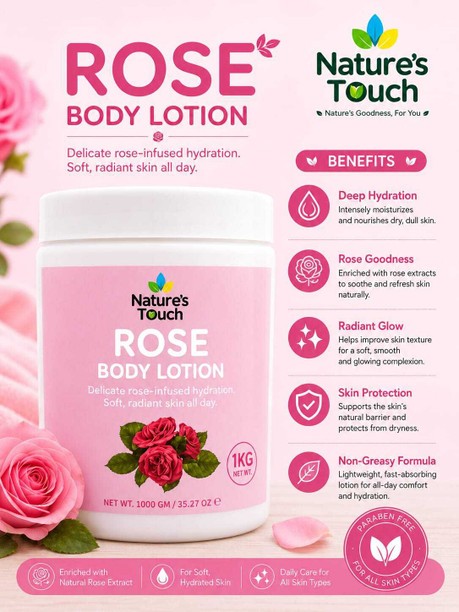 ROSE
BODY LOTION
Delicate rose-infused hydration.
Soft, radiant skin all day.
Nature's
Touch
Nature's Goodness, For You
BENEFITS
Deep Hydration
Intensely moisturizes
and nourishes dry, dull skin.
Rose Goodness
Enriched with rose extracts
to soothe and refresh skin
naturally.
Radiant Glow
Helps improve skin texture
for a soft, smooth
and glowing complexion.
Skin Protection
Supports the skin's
natural barrier and
protects from dryness.
Non-Greasy Formula
Lightweight, fast-absorbing
lotion for all-day comfort
and hydration.
Nature's
Touch
ROSE
BODY LOTION
Delicate rose-infused hydration.
Soft, radiant skin all day.
1KG
NET WT.
NET WT. 1000 GM / 35.27 OZ e
PARABEN FREE
FOR ALL SKIN TYPES
Enriched with
Natural Rose Extract
For Soft,
Hydrated Skin
Daily Care for
All Skin Types